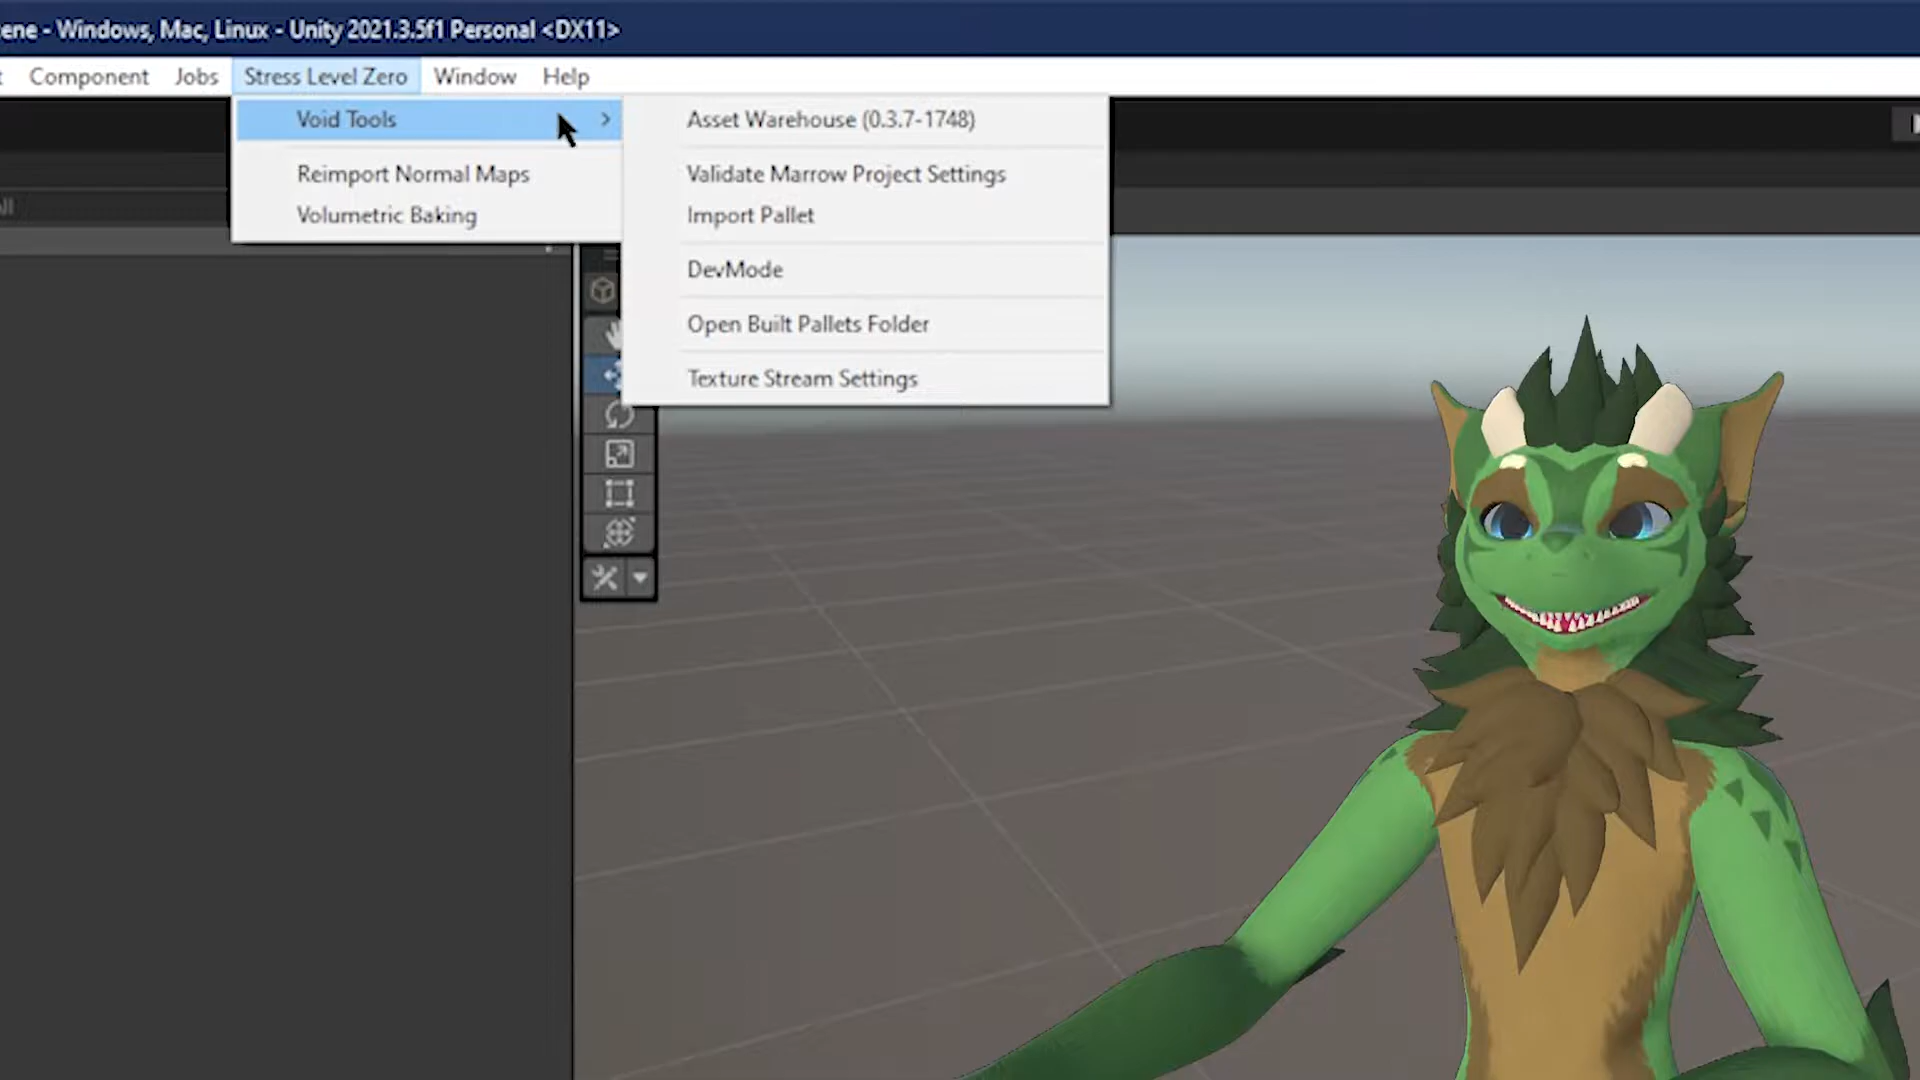 ene - Windows, Mac, Linux - Unity 2021.3.5f1 Personal <DX11>
Component Jobs Stress Level Zero Window Help
Void Tools >
Reimport Normal Maps
Volumetric Baking
Asset Warehouse (0.3.7-1748)
Validate Marrow Project Settings
Import Pallet
DevMode
Open Built Pallets Folder
Texture Stream Settings